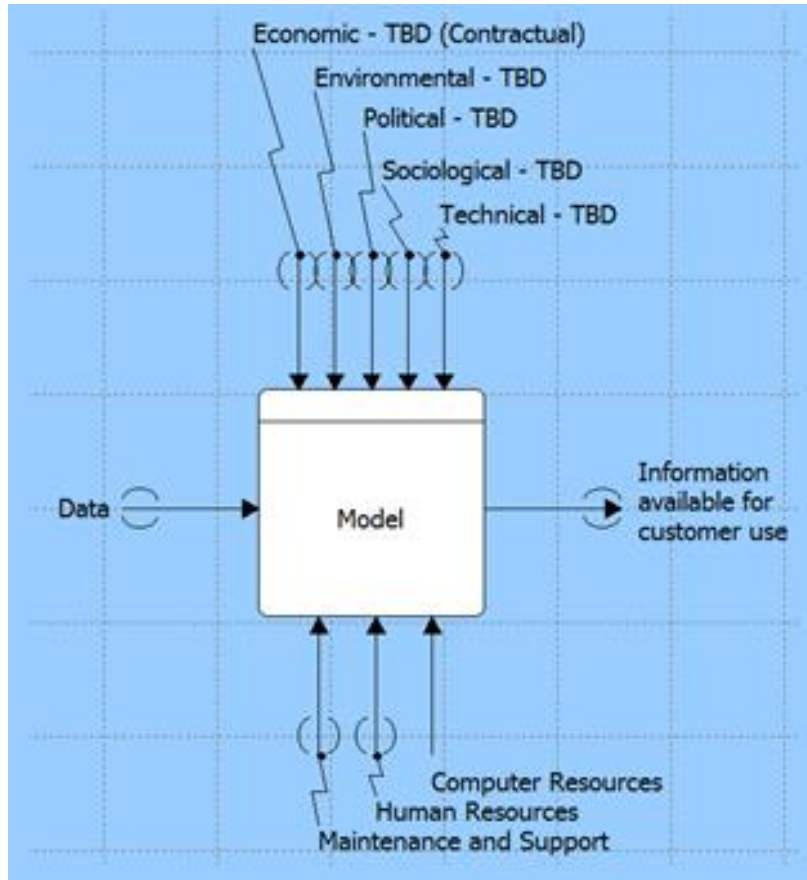 Economic - TBD (Contractual)
Environmental - TBD
Political - TBD
Sociological - TBD
Technical - TBD
Data
Model
Information
available for
customer use
Computer Resources
Human Resources
Maintenance and Support